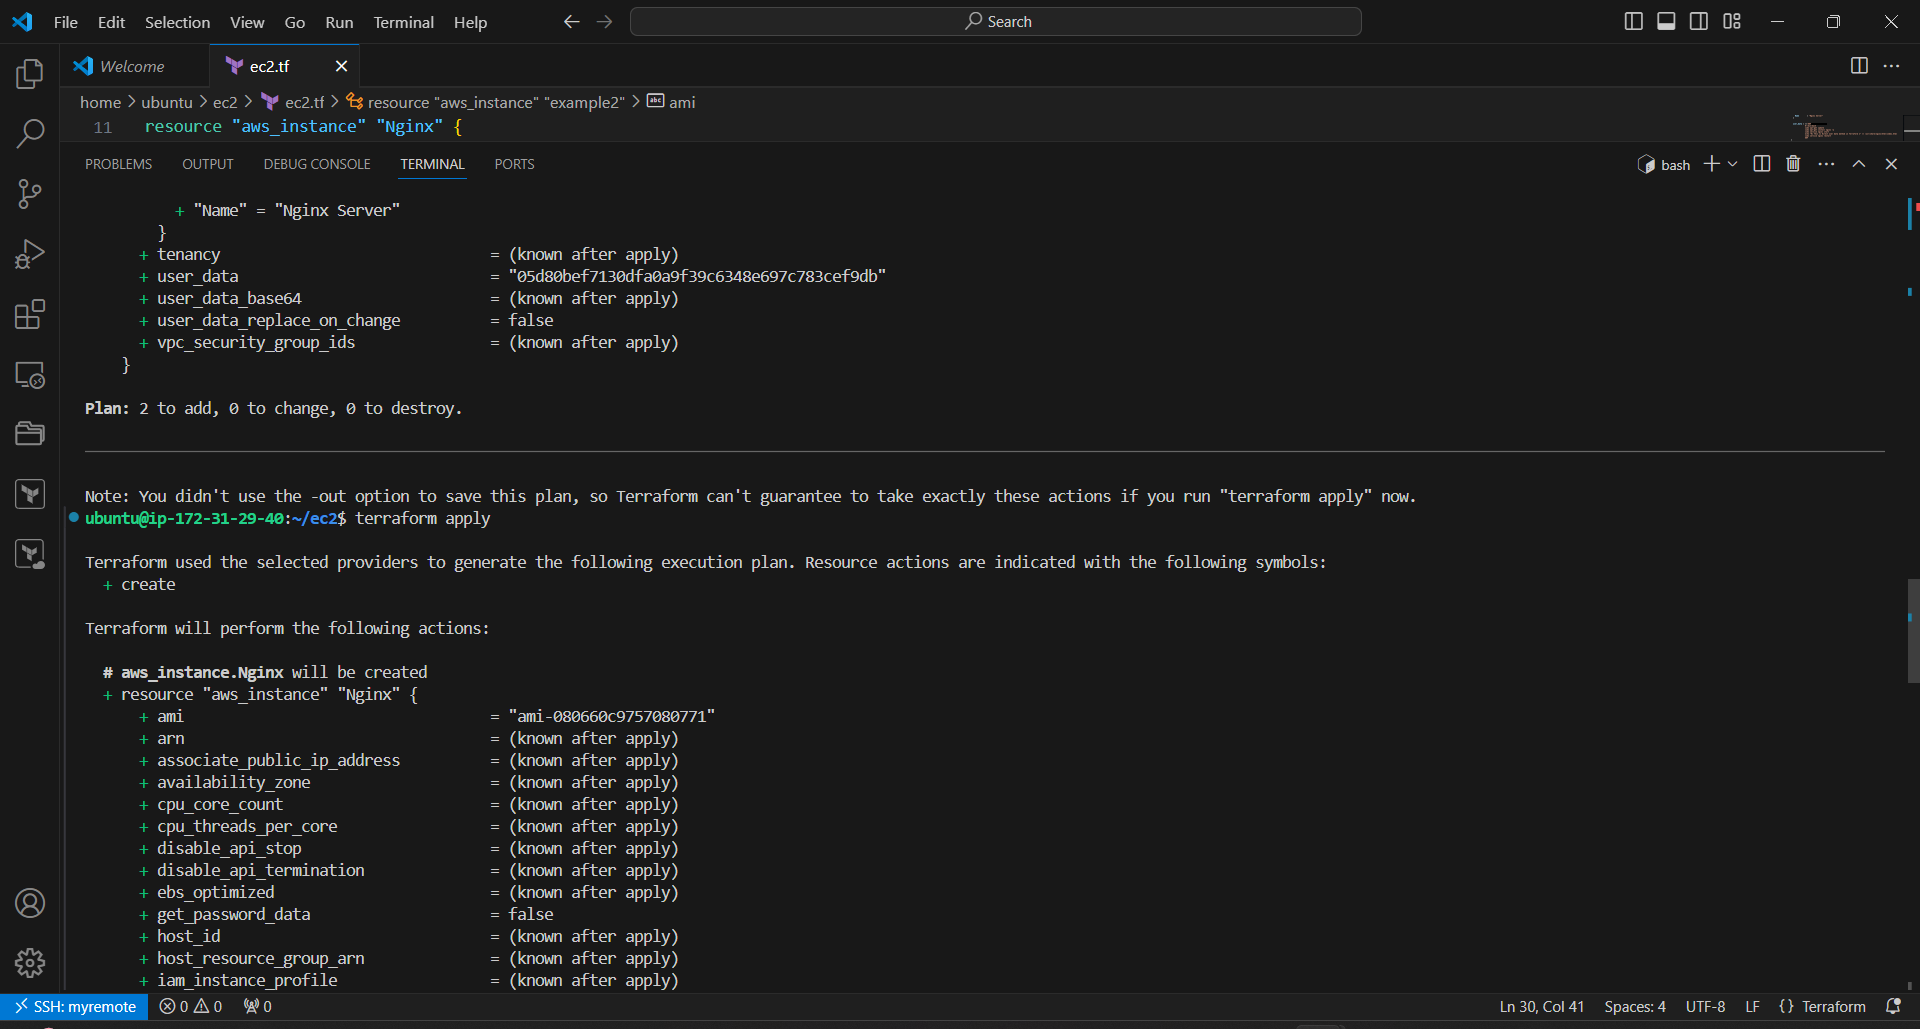 File Edit Selection View Go Run Terminal Help Search
Welcome ec2.tf
home > ubuntu > ec2 > ec2.tf > resource "aws_instance" "example2" > abc ami
11 resource "aws_instance" "Nginx" {
PROBLEMS OUTPUT DEBUG CONSOLE TERMINAL PORTS bash
+ "Name" = "Nginx Server"
}
+ tenancy = (known after apply)
+ user_data = "05d80bef7130dfa0a9f39c6348e697c783cef9db"
+ user_data_base64 = (known after apply)
+ user_data_replace_on_change = false
+ vpc_security_group_ids = (known after apply)
}
Plan: 2 to add, 0 to change, 0 to destroy.
Note: You didn't use the -out option to save this plan, so Terraform can't guarantee to take exactly these actions if you run "terraform apply" now.
ubuntu@ip-172-31-29-40:~/ec2$ terraform apply
Terraform used the selected providers to generate the following execution plan. Resource actions are indicated with the following symbols:
+ create
Terraform will perform the following actions:
# aws_instance.Nginx will be created
+ resource "aws_instance" "Nginx" {
+ ami = "ami-080660c9757080771"
+ arn = (known after apply)
+ associate_public_ip_address = (known after apply)
+ availability_zone = (known after apply)
+ cpu_core_count = (known after apply)
+ cpu_threads_per_core = (known after apply)
+ disable_api_stop = (known after apply)
+ disable_api_termination = (known after apply)
+ ebs_optimized = (known after apply)
+ get_password_data = false
+ host_id = (known after apply)
+ host_resource_group_arn = (known after apply)
+ iam_instance_profile = (known after apply)
SSH: myremote 0 0 0 Ln 30, Col 41 Spaces: 4 UTF-8 LF {} Terraform